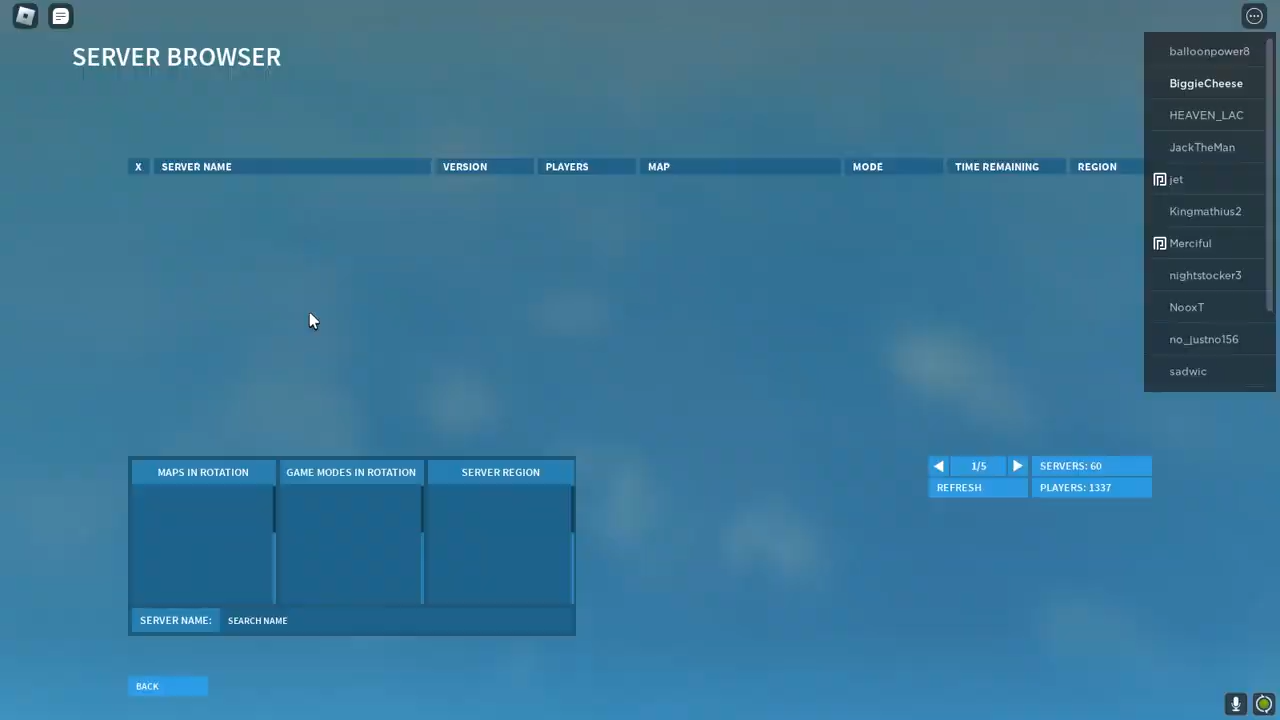 SERVER BROWSER
balloonpower8
BiggieCheese
HEAVEN_LAC
JackTheMan
X SERVER NAME VERSION PLAYERS MAP MODE TIME REMAINING REGION
jet
Kingmathius2
Merciful
nightstocker3
NooxT
no_justno156
sadwic
MAPS IN ROTATION GAME MODES IN ROTATION SERVER REGION
1/5 SERVERS: 60
REFRESH PLAYERS: 1337
SERVER NAME: SEARCH NAME
BACK